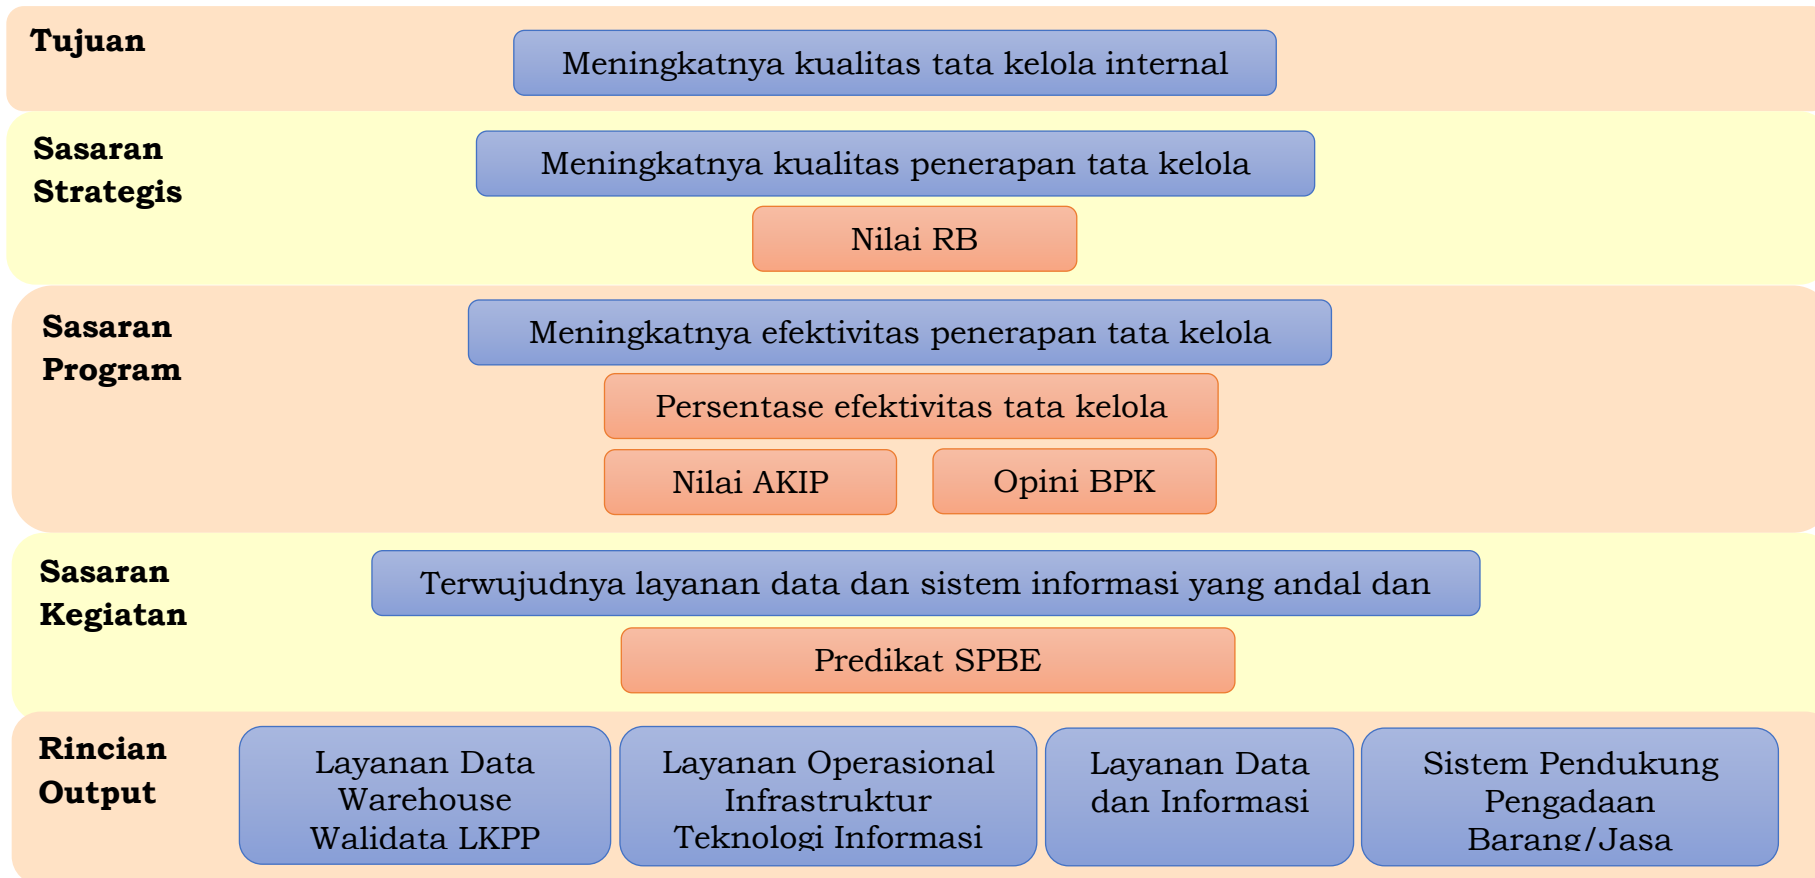 Tujuan
Meningkatnya kualitas tata kelola internal
Sasaran
Strategis
Meningkatnya kualitas penerapan tata kelola
Nilai RB
Sasaran
Program
Meningkatnya efektivitas penerapan tata kelola
Persentase efektivitas tata kelola
Nilai AKIP
Opini BPK
Sasaran
Kegiatan
Terwujudnya layanan data dan sistem informasi yang andal dan
Predikat SPBE
Rincian
Output
Layanan Data
Warehouse
Walidata LKPP
Layanan Operasional
Infrastruktur
Teknologi Informasi
Layanan Data
dan Informasi
Sistem Pendukung
Pengadaan
Barang/Jasa